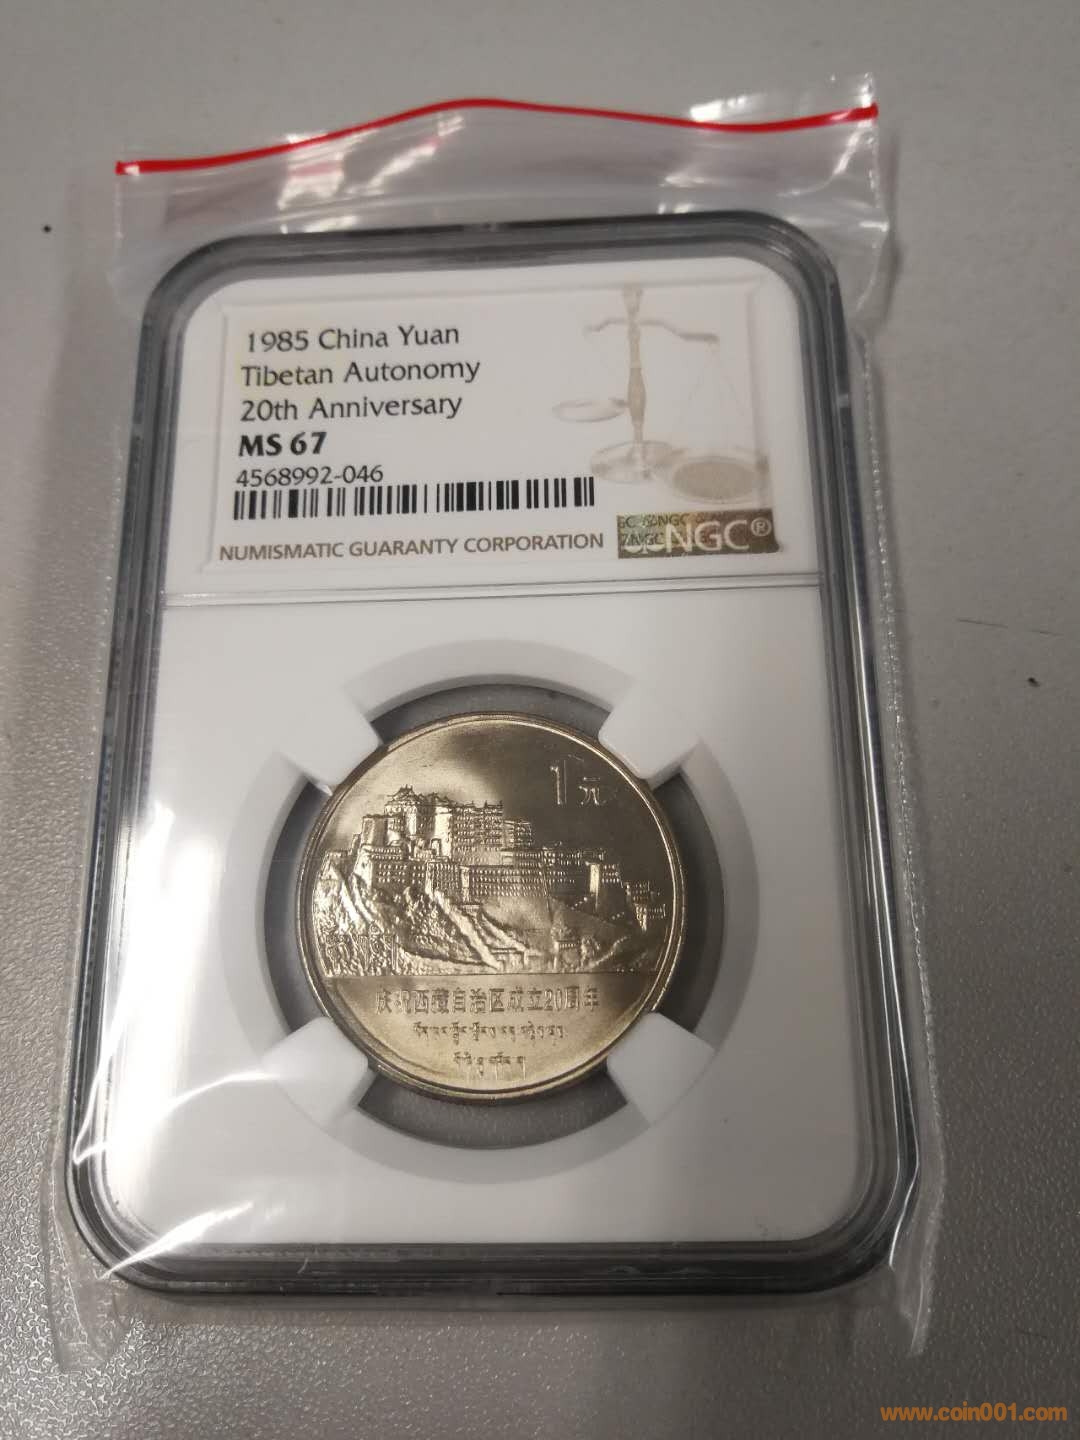 1985 China Yuan
Tibetan Autonomy
20th Anniversary
MS 67
4568992-046
NUMISMATIC GUARANTY CORPORATION
NGC®
1元
庆祝西藏自治区成立20周年
www.coin001.com